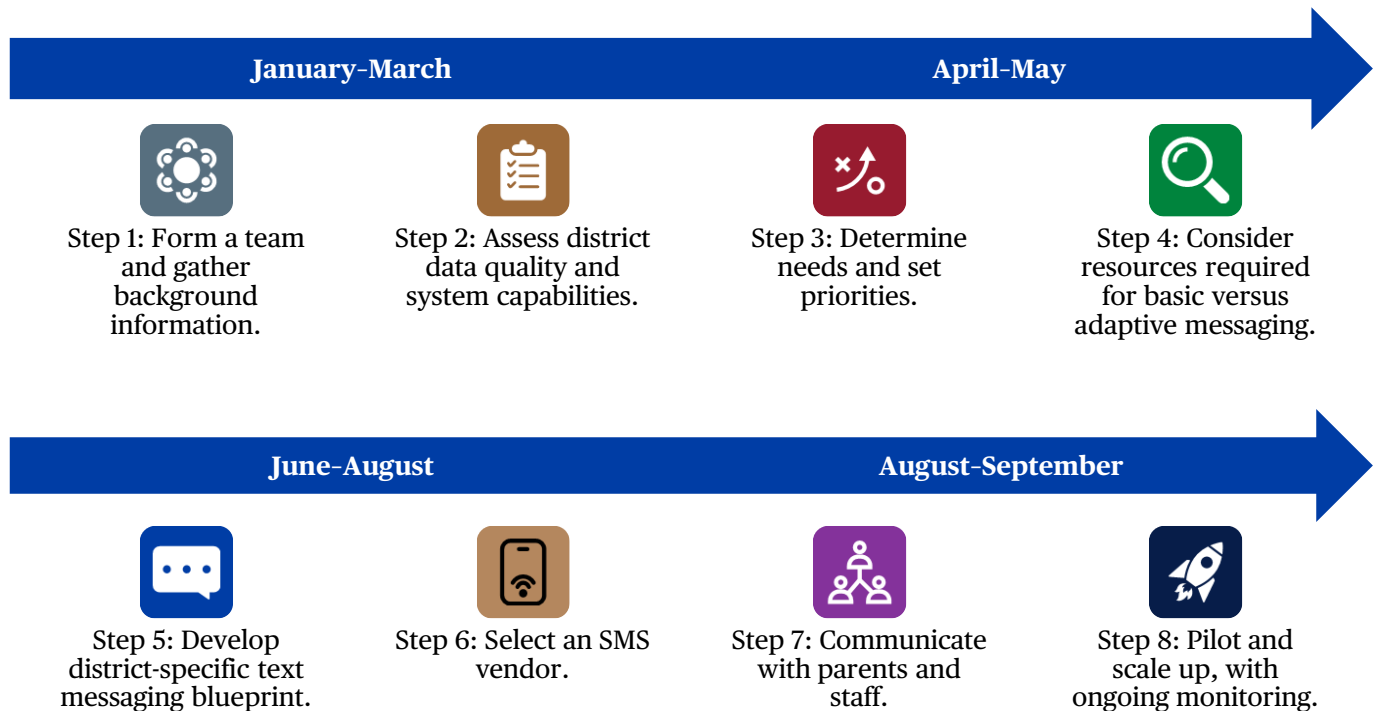 January–March
April–May
Step 1: Form a team
and gather
background
information.
Step 2: Assess district
data quality and
system capabilities.
Step 3: Determine
needs and set
priorities.
Step 4: Consider
resources required
for basic versus
adaptive messaging.
June–August
August–September
Step 5: Develop
district-specific text
messaging blueprint.
Step 6: Select an SMS
vendor.
Step 7: Communicate
with parents and
staff.
Step 8: Pilot and
scale up, with
ongoing monitoring.